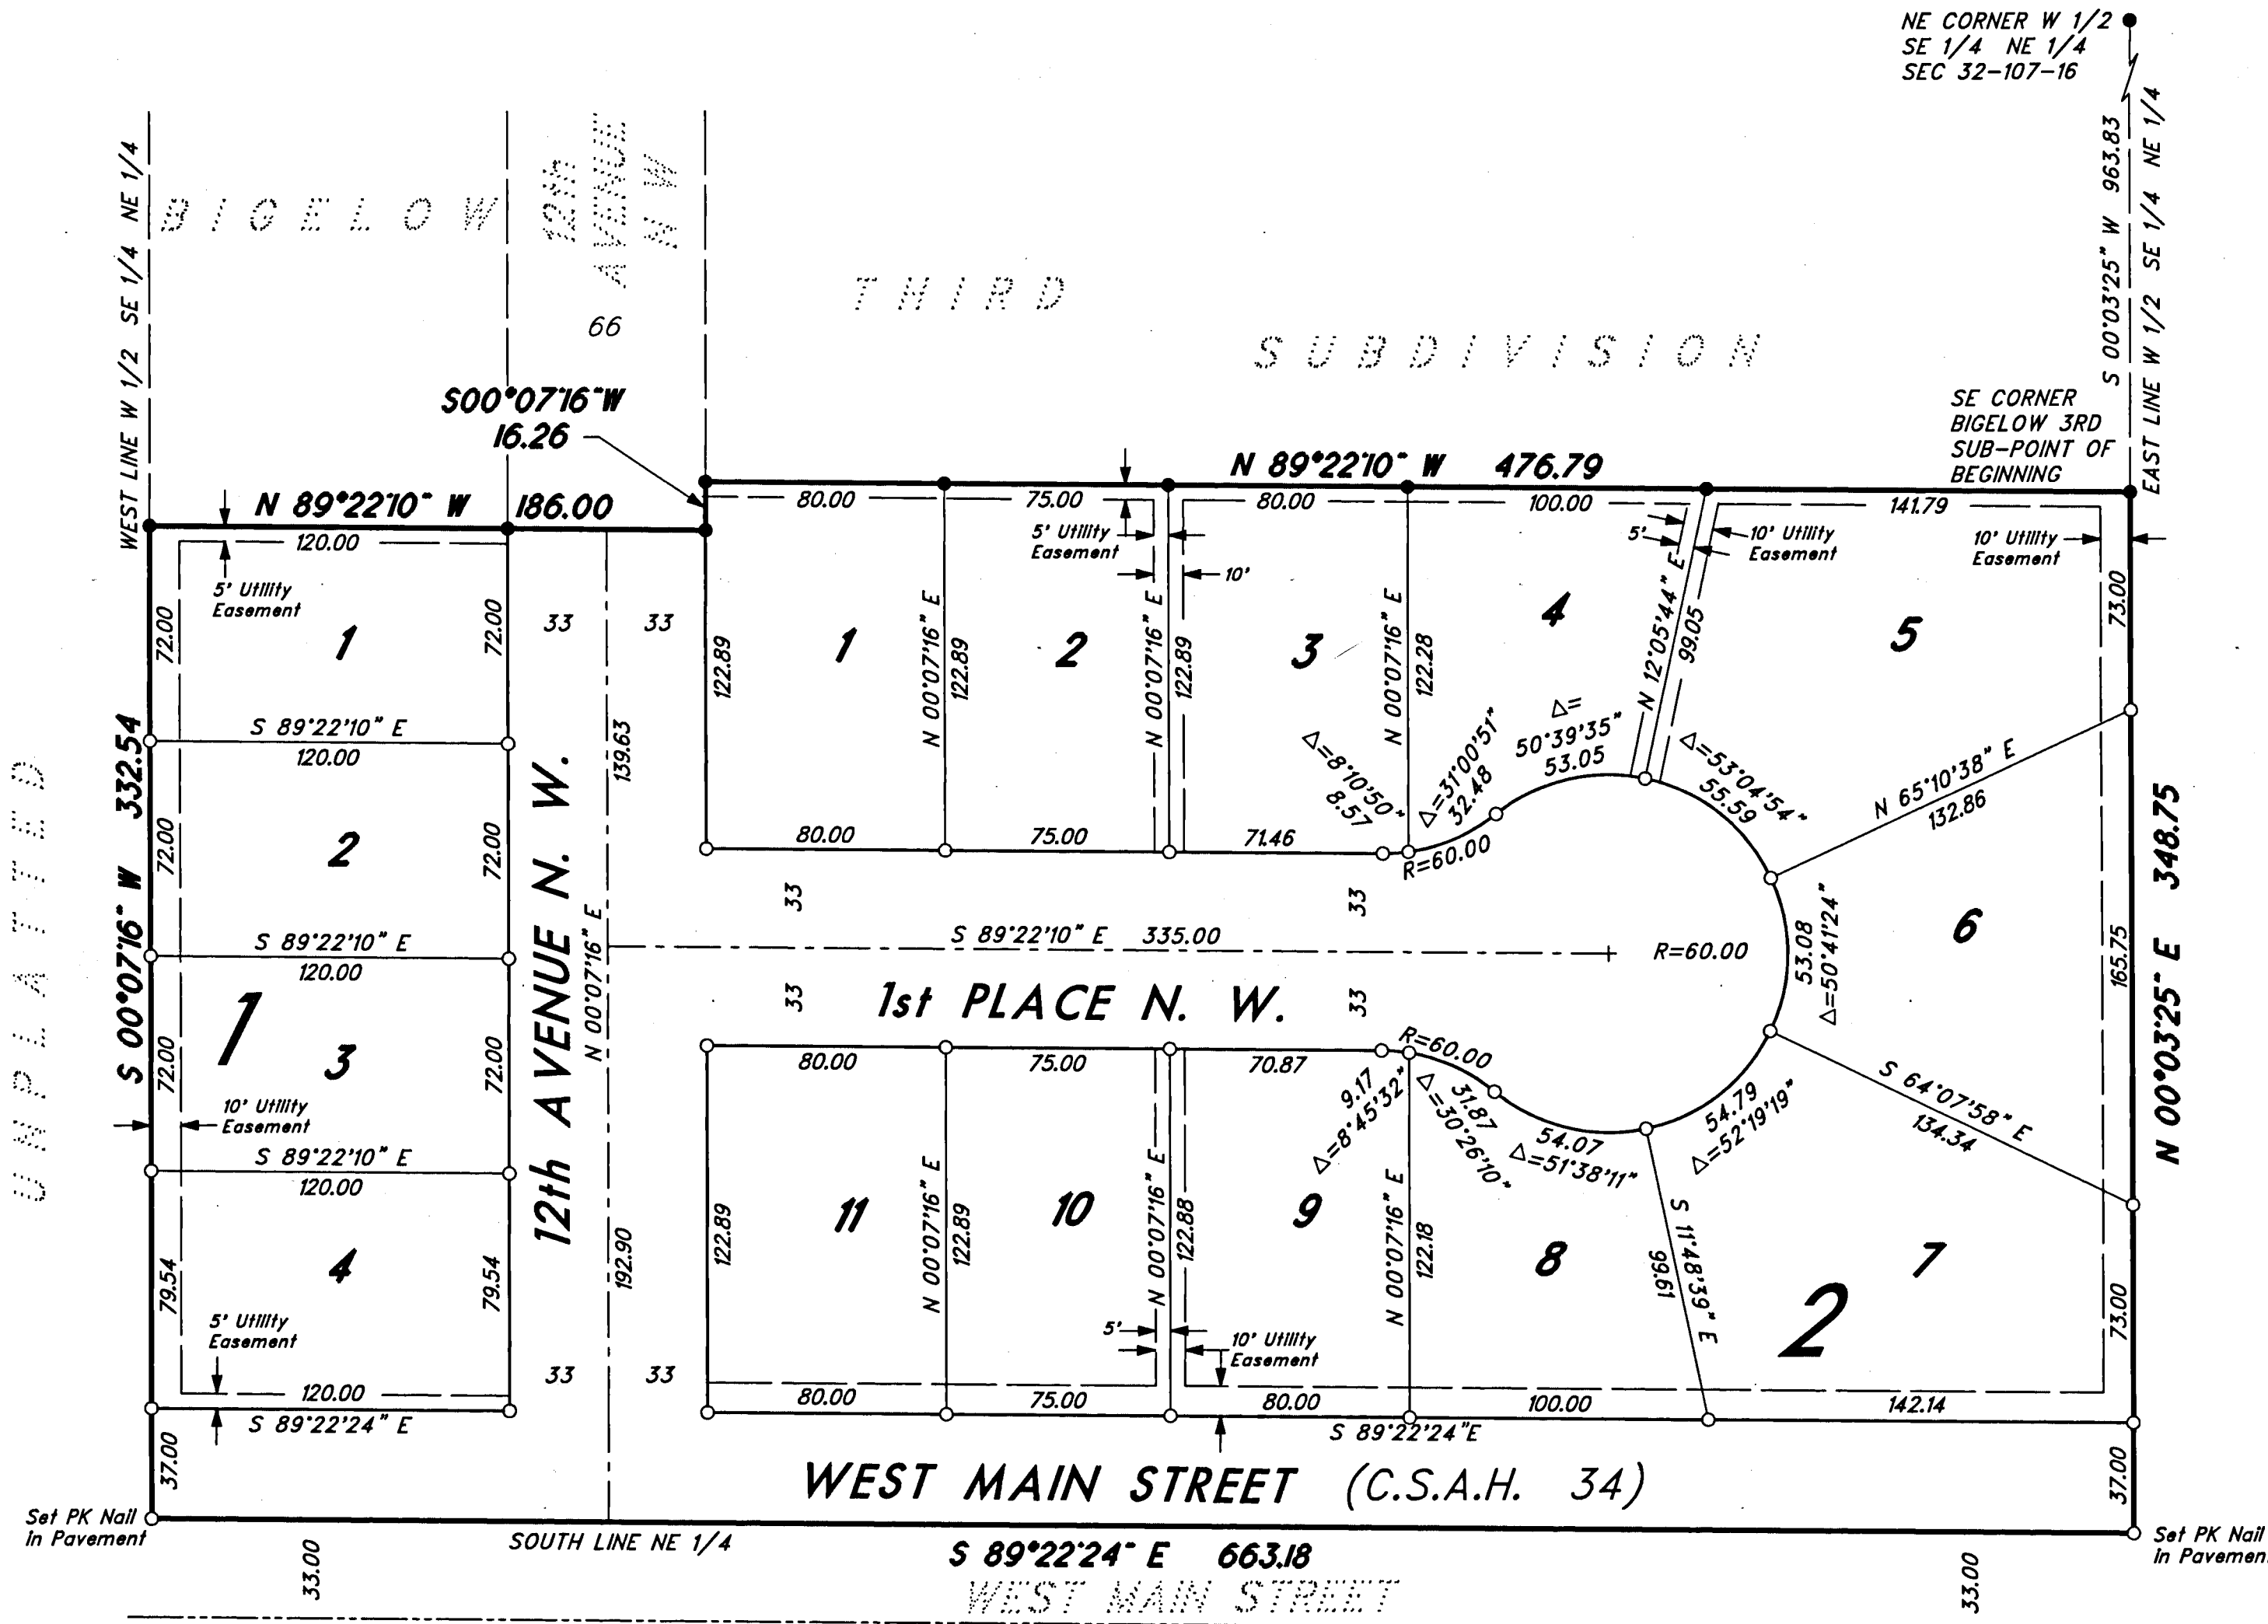 NE CORNER W 1/2
SE 1/4 NE 1/4
SEC 32-107-16
S 00°03'25" W 963.83
EAST LINE W 1/2 SE 1/4 NE 1/4
WEST LINE W 1/2 SE 1/4 NE 1/4
BIGELOW
12th
AVENUE
N W
66
THIRD
SUBDIVISION
S00°07'16"W
16.26
SE CORNER
BIGELOW 3RD
SUB-POINT OF
BEGINNING
N 89°22'10" W 186.00
N 89°22'10" W 476.79
120.00
80.00
75.00
80.00
100.00
141.79
5' Utility
Easement
5' Utility
Easement
10'
5'
10' Utility
Easement
10' Utility
Easement
72.00
1
72.00
33
33
122.89
1
N 00°07'16" E
122.89
2
N 00°07'16" E
122.89
3
N 00°07'16" E
122.28
4
N 12°05'44" E
99.05
5
73.00
S 89°22'10" E
120.00
139.63
Δ=8°10'50"
8.57
Δ=31°00'51"
32.48
Δ=
50°39'35"
53.05
Δ=53°04'54"
55.59
N 65°10'38" E
132.86
UNPLATTED
S 00°07'16" W 332.54
72.00
2
72.00
80.00
75.00
71.46
R=60.00
N 00°03'25" E 348.75
S 89°22'10" E
120.00
12th AVENUE N. W.
N 00°07'16" E
33
33
S 89°22'10" E 335.00
R=60.00
53.08
Δ=50°41'24"
6
165.75
1
72.00
3
72.00
33
33
1st PLACE N. W.
80.00
75.00
70.87
R=60.00
9.17
Δ=8°45'32"
31.87
Δ=30°26'10"
54.07
Δ=51°38'11"
54.79
Δ=52°19'19"
S 64°07'58" E
134.34
10' Utility
Easement
S 89°22'10" E
120.00
79.54
4
79.54
192.90
122.89
11
N 00°07'16" E
122.89
10
N 00°07'16" E
122.88
9
N 00°07'16" E
122.18
8
S 11°48'39" E
99.61
7
2
73.00
5' Utility
Easement
5'
10' Utility
Easement
33
33
120.00
80.00
75.00
80.00
100.00
142.14
S 89°22'24" E
S 89°22'24"E
37.00
WEST MAIN STREET (C.S.A.H. 34)
37.00
Set PK Nail
in Pavement
SOUTH LINE NE 1/4
S 89°22'24" E 663.18
Set PK Nail
in Pavemen
33.00
WEST MAIN STREET
33.00